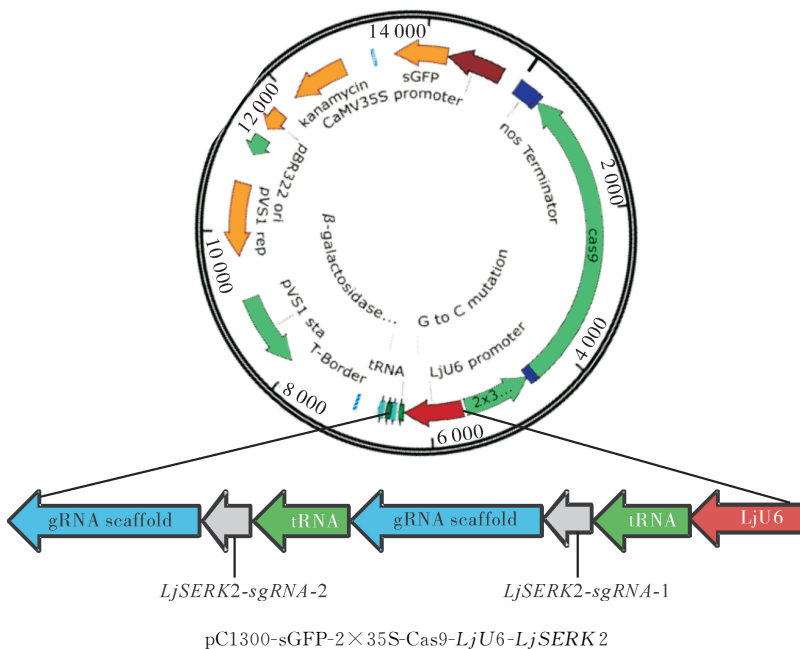 14 000
sGFP
CaMV35S promoter
kanamycin
12 000
pBR322 ori
pVS1 rep
10 000
pVS1 sta
T-Border
8 000
β-galactosidase...
tRNA
G to C mutation
LjU6 promoter
2x3...
6 000
4 000
cas9
2 000
nos Terminator
gRNA scaffold
tRNA
gRNA scaffold
tRNA
LjU6
LjSERK2-sgRNA-2
LjSERK2-sgRNA-1
pC1300-sGFP-2×35S-Cas9-LjU6-LjSERK2